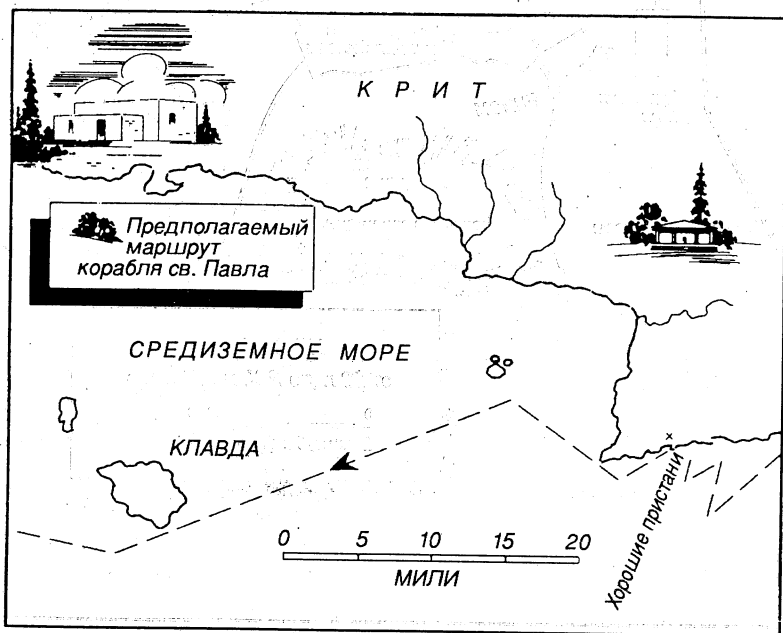 КРИТ
Предполагаемый
маршрут
корабля св. Павла
СРЕДИЗЕМНОЕ МОРЕ
КЛАВДА
Хорошие пристани
0 5 10 15 20
МИЛИ